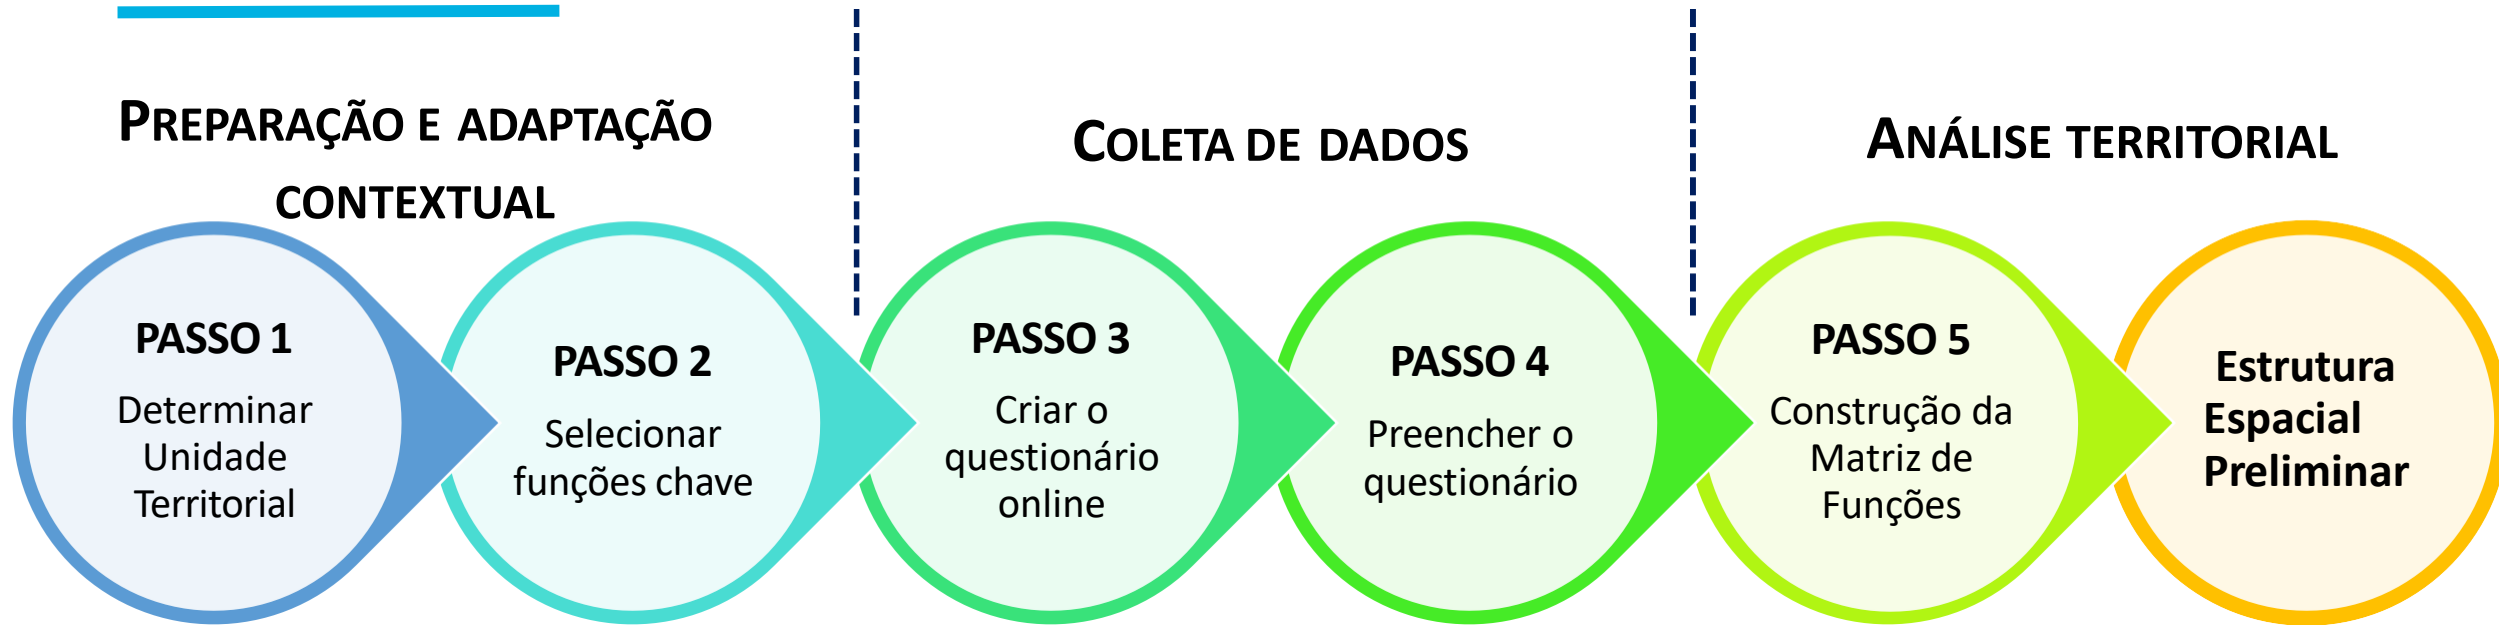 PREPARAÇÃO E ADAPTAÇÃO
CONTEXTUAL
COLETA DE DADOS
ANÁLISE TERRITORIAL
PASSO 1
Determinar
Unidade
Territorial
PASSO 2
Selecionar
funções chave
PASSO 3
Criar o
questionário
online
PASSO 4
Preencher o
questionário
PASSO 5
Construção da
Matriz de
Funções
Estrutura
Espacial
Preliminar